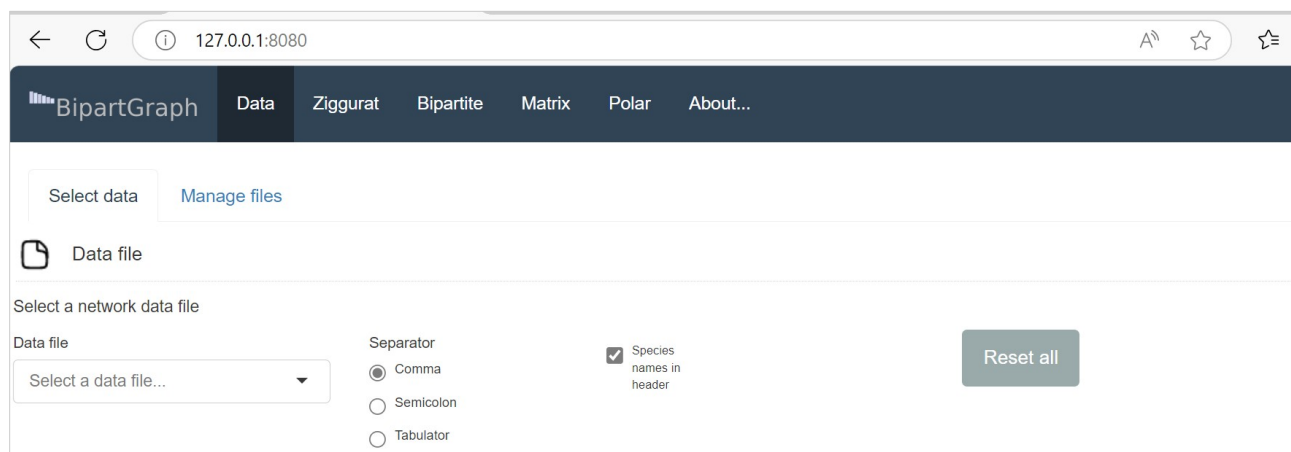 127.0.0.1:8080
BipartGraph Data Ziggurat Bipartite Matrix Polar About...
Select data Manage files
Data file
Select a network data file
Data file
Select a data file...
Separator
Comma
Semicolon
Tabulator
Species
names in
header
Reset all